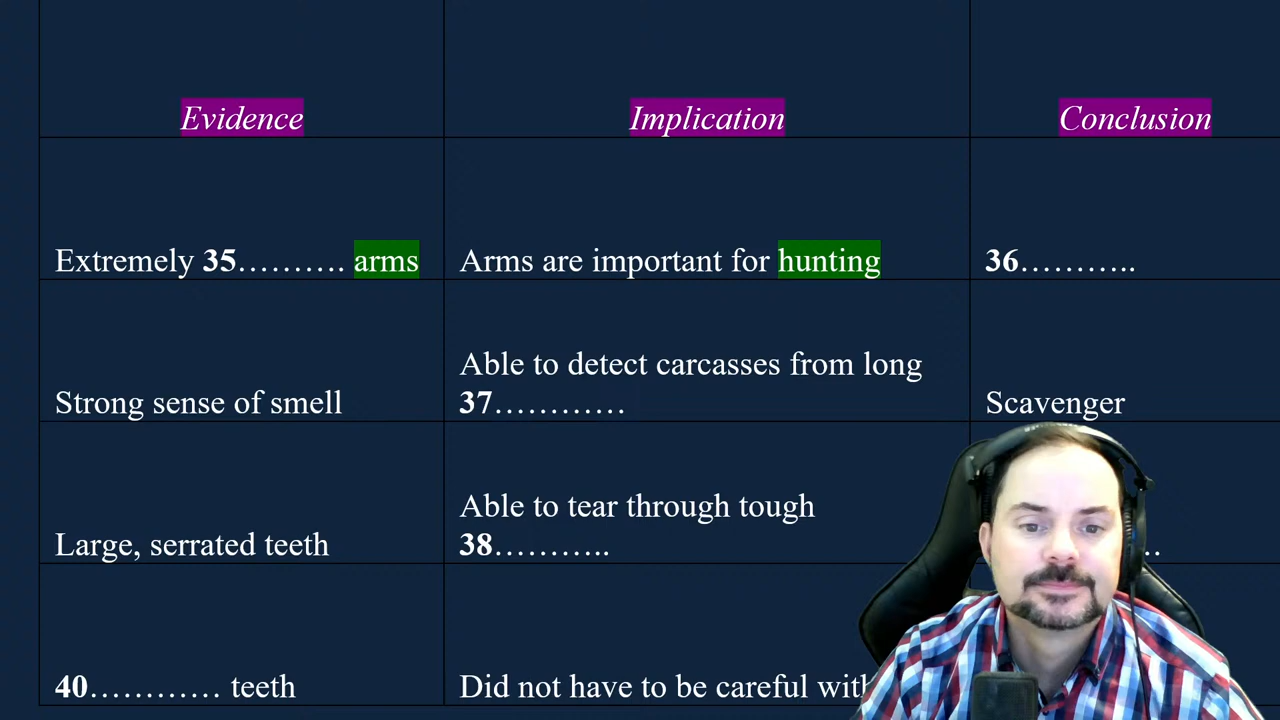 Evidence Implication Conclusion
Extremely 35………. arms Arms are important for hunting 36………..
Able to detect carcasses from long
Strong sense of smell 37………… Scavenger
Able to tear through tough
Large, serrated teeth 38……….. ..
40………… teeth Did not have to be careful